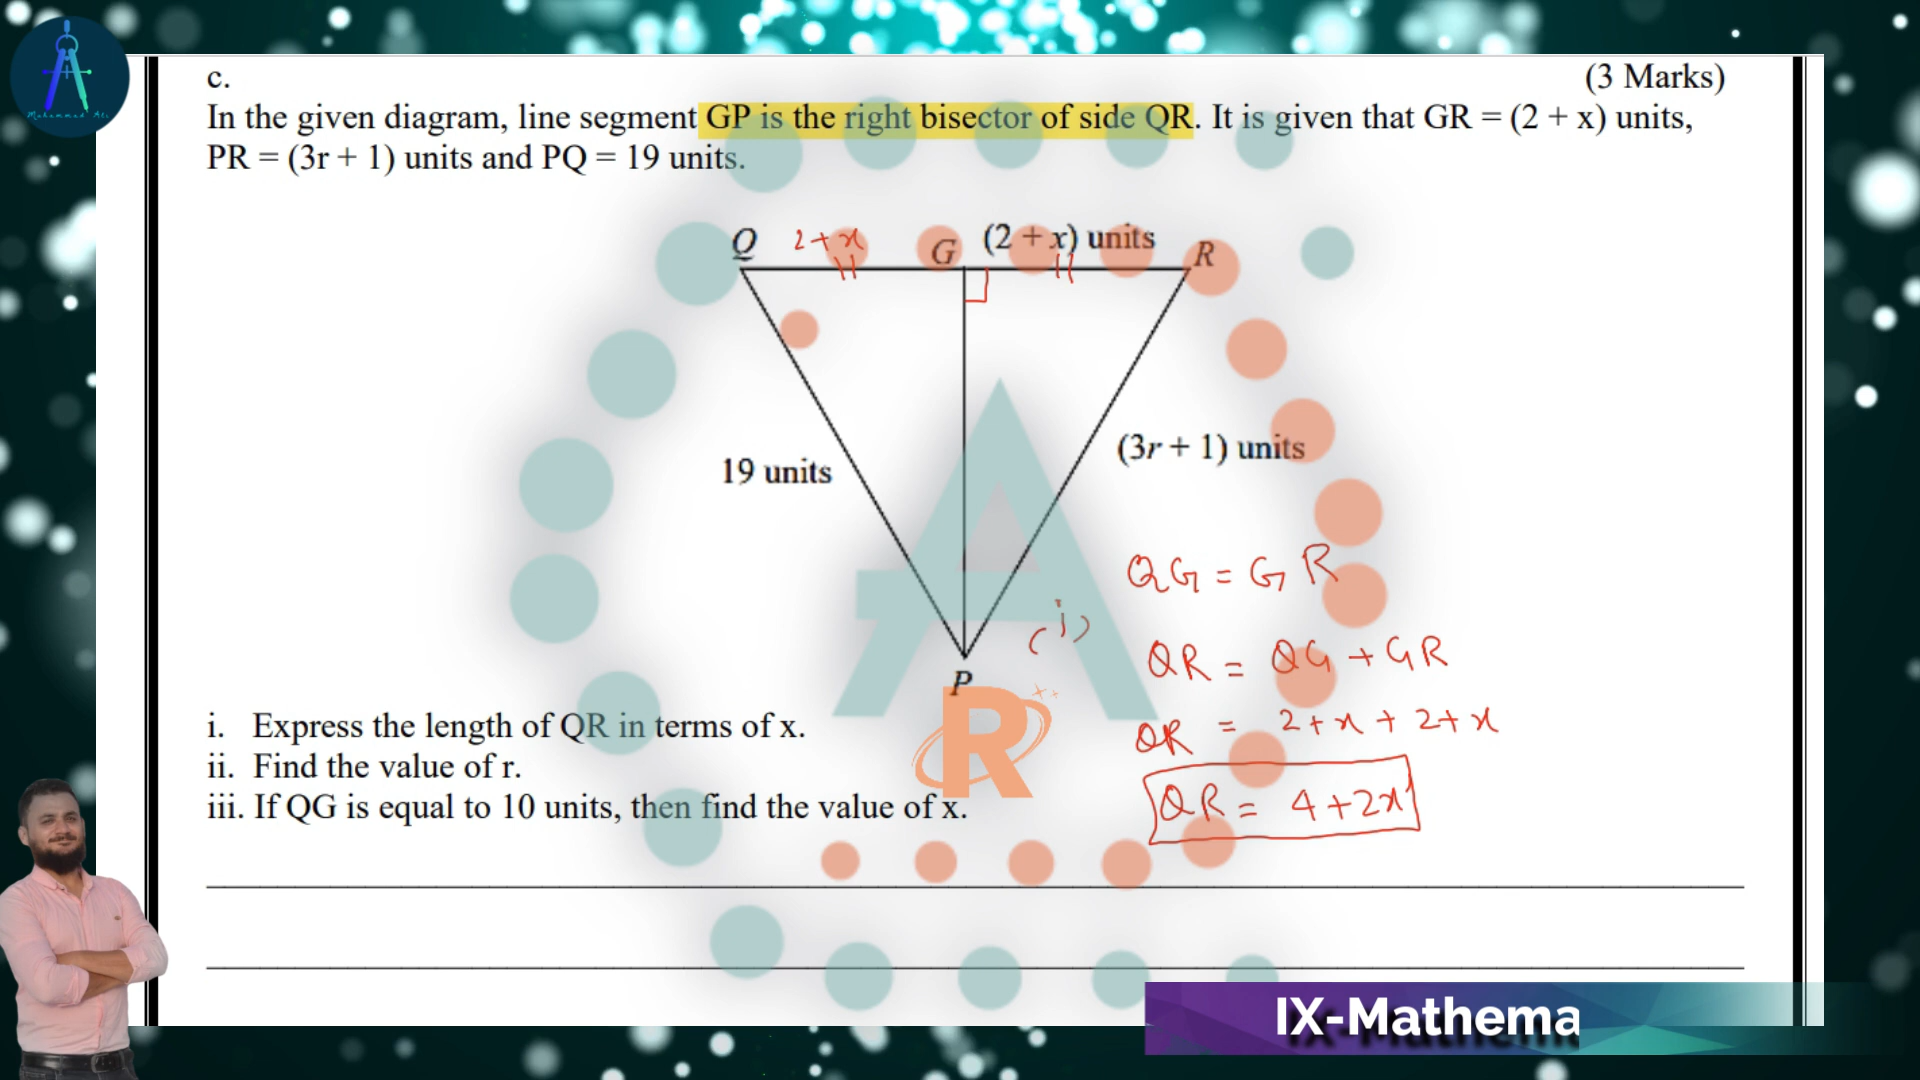 c.
(3 Marks)
In the given diagram, line segment GP is the right bisector of side QR. It is given that GR = (2 + x) units,
PR = (3r + 1) units and PQ = 19 units.
Q 2+x G (2 + x) units R
19 units
(3r + 1) units
QG = GR
(i)
QR = QG + GR
P
QR = 2+x + 2+x
QR = 4+2x
i. Express the length of QR in terms of x.
ii. Find the value of r.
iii. If QG is equal to 10 units, then find the value of x.
R++
IX-Mathema
Muhammad Ali